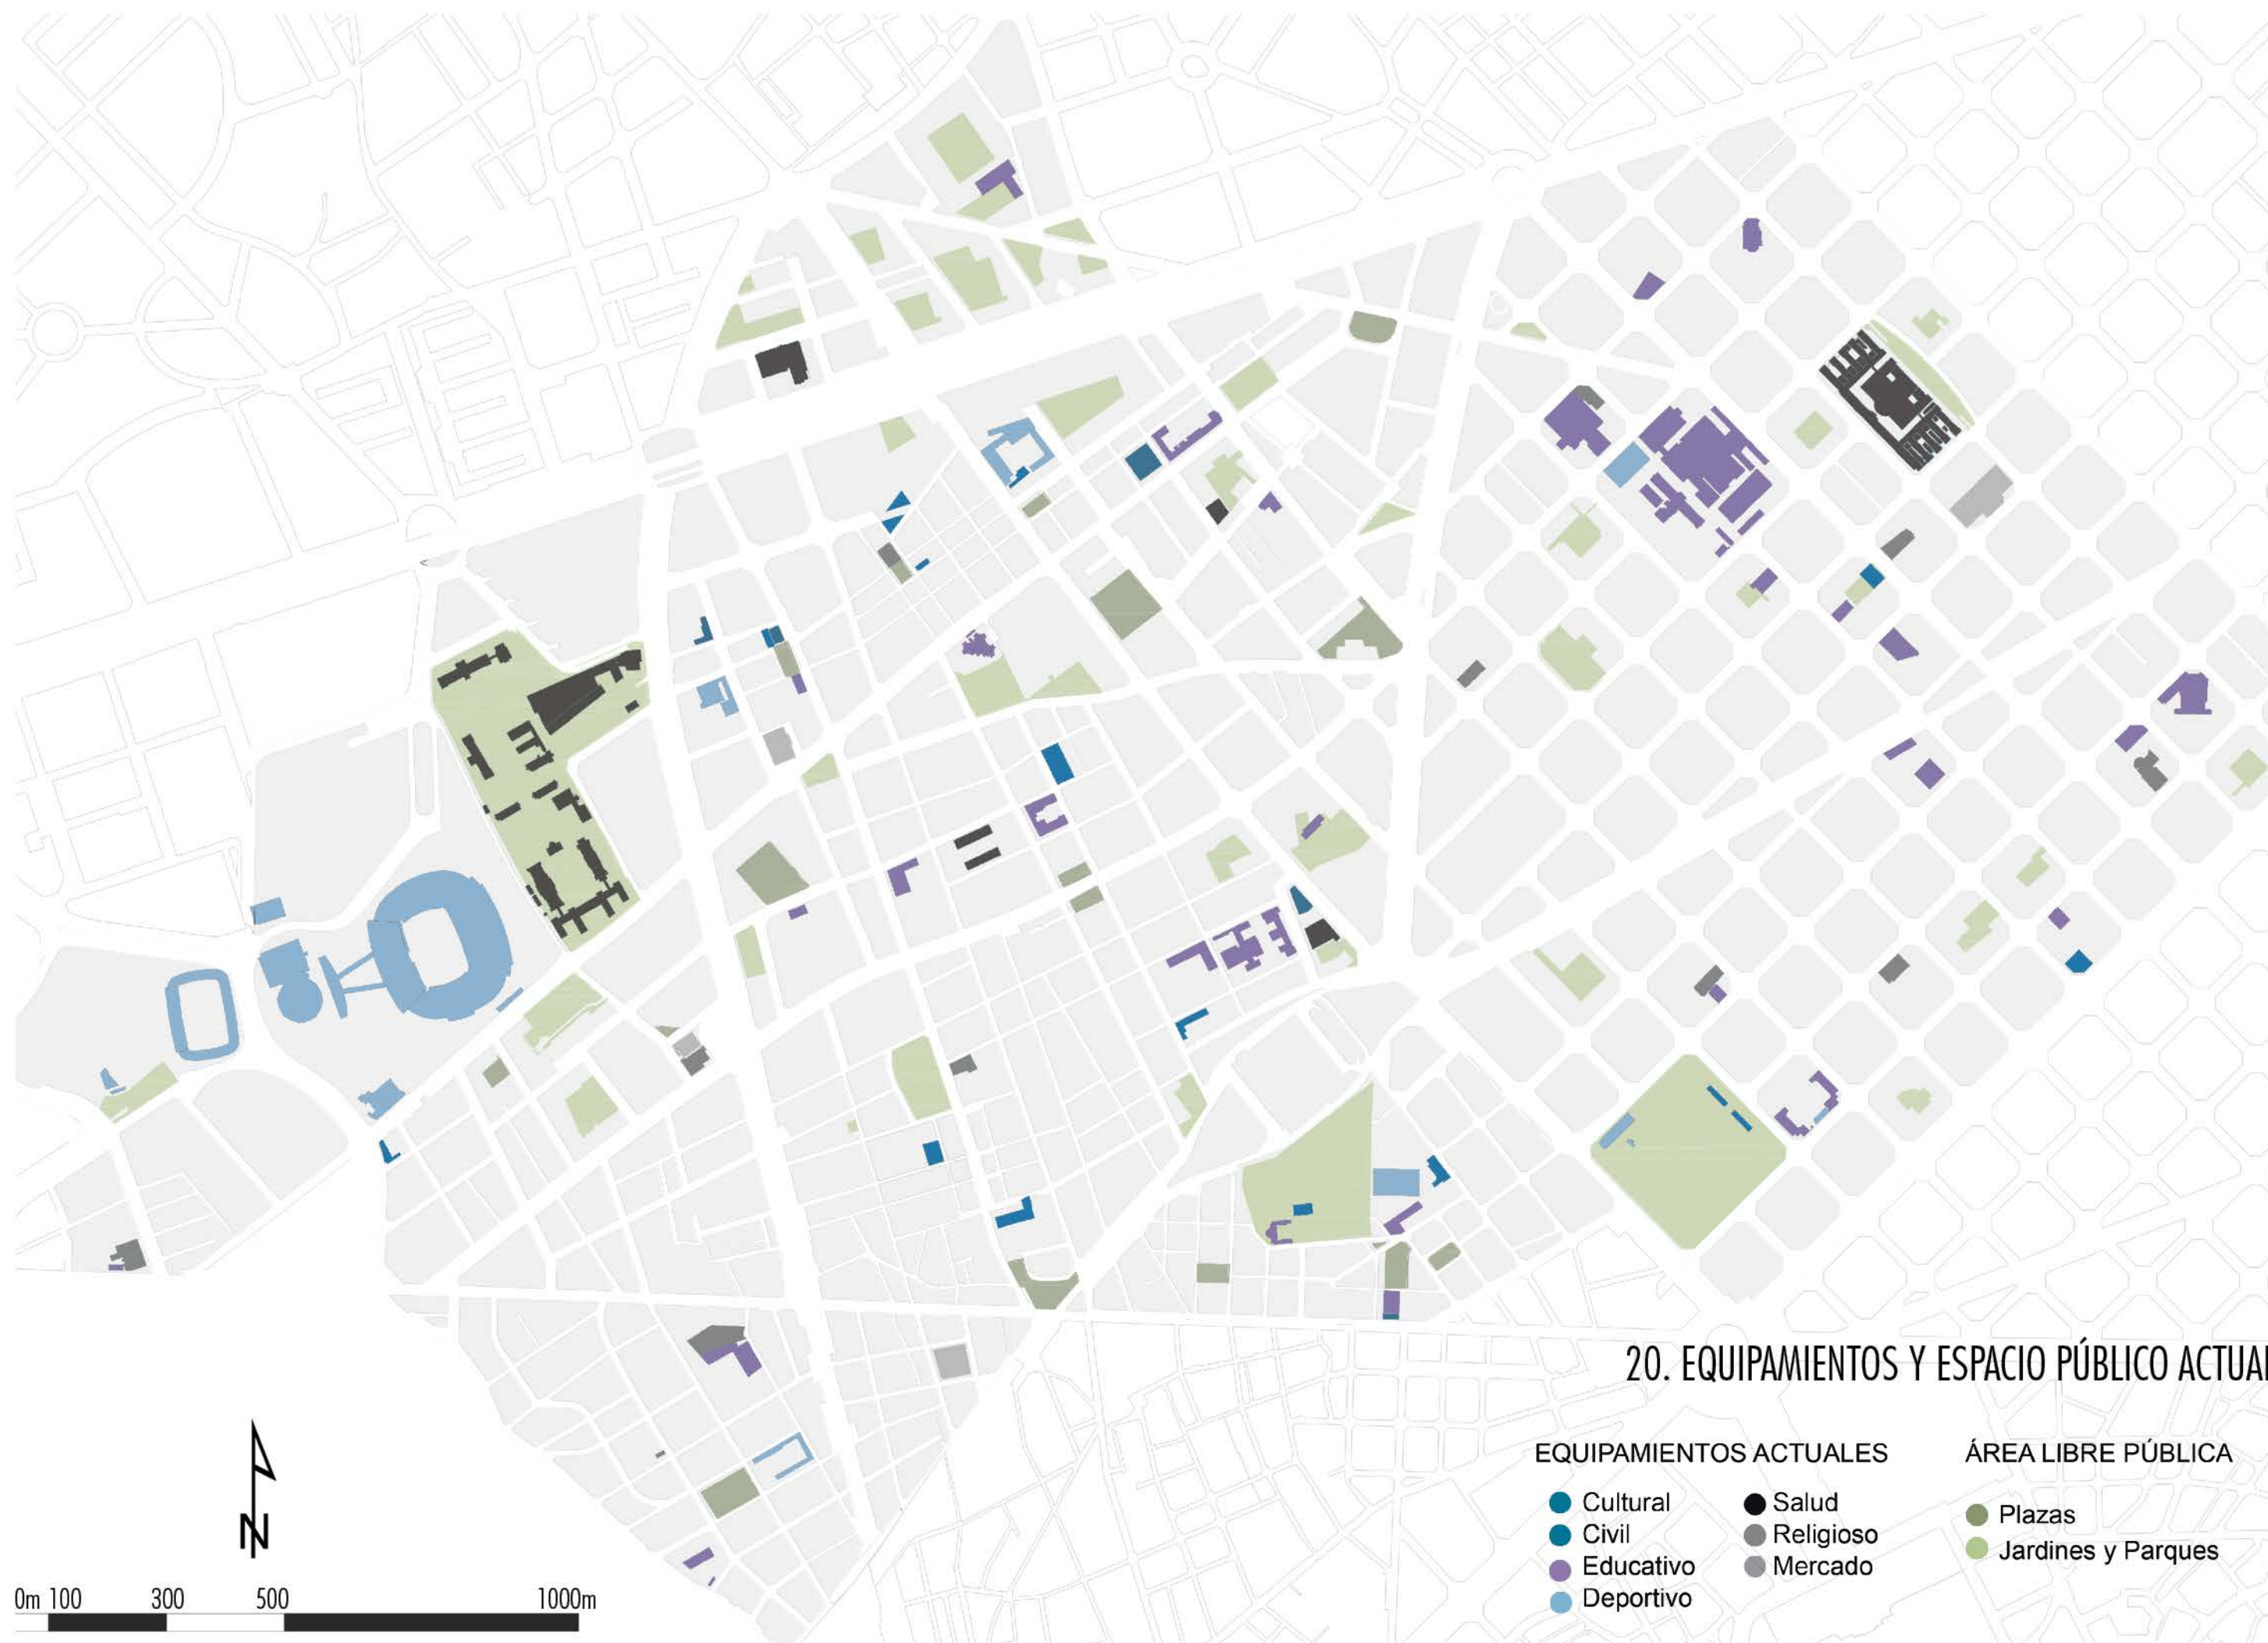 20. EQUIPAMIENTOS Y ESPACIO PÚBLICO ACTUA
EQUIPAMIENTOS ACTUALES
Cultural
Civil
Educativo
Deportivo
Salud
Religioso
Mercado
ÁREA LIBRE PÚBLICA
Plazas
Jardines y Parques
N
0m 100 300 500 1000m